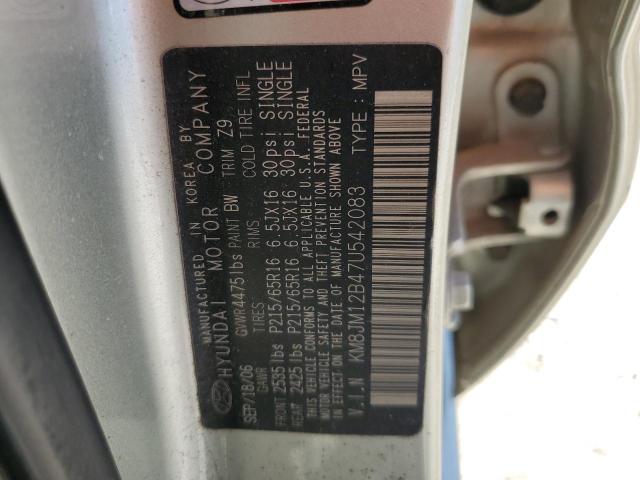 MANUFACTURED IN KOREA BY
HYUNDAI MOTOR COMPANY
SEP/18/06 GVWR4475lbs PAINT BW TRIM Z9
GAWR TIRES RIMS COLD TIRE INFL
FRONT 2535lbs P215/65R16 6.5JX16 30psi SINGLE
REAR 2425lbs P215/65R16 6.5JX16 30psi SINGLE
THIS VEHICLE CONFORMS TO ALL APPLICABLE U.S.A. FEDERAL
MOTOR VEHICLE SAFETY AND THEFT PREVENTION STANDARDS
IN EFFECT ON THE DATE OF MANUFACTURE SHOWN ABOVE
V.I.N KM8JM12B47U542083 TYPE: MPV